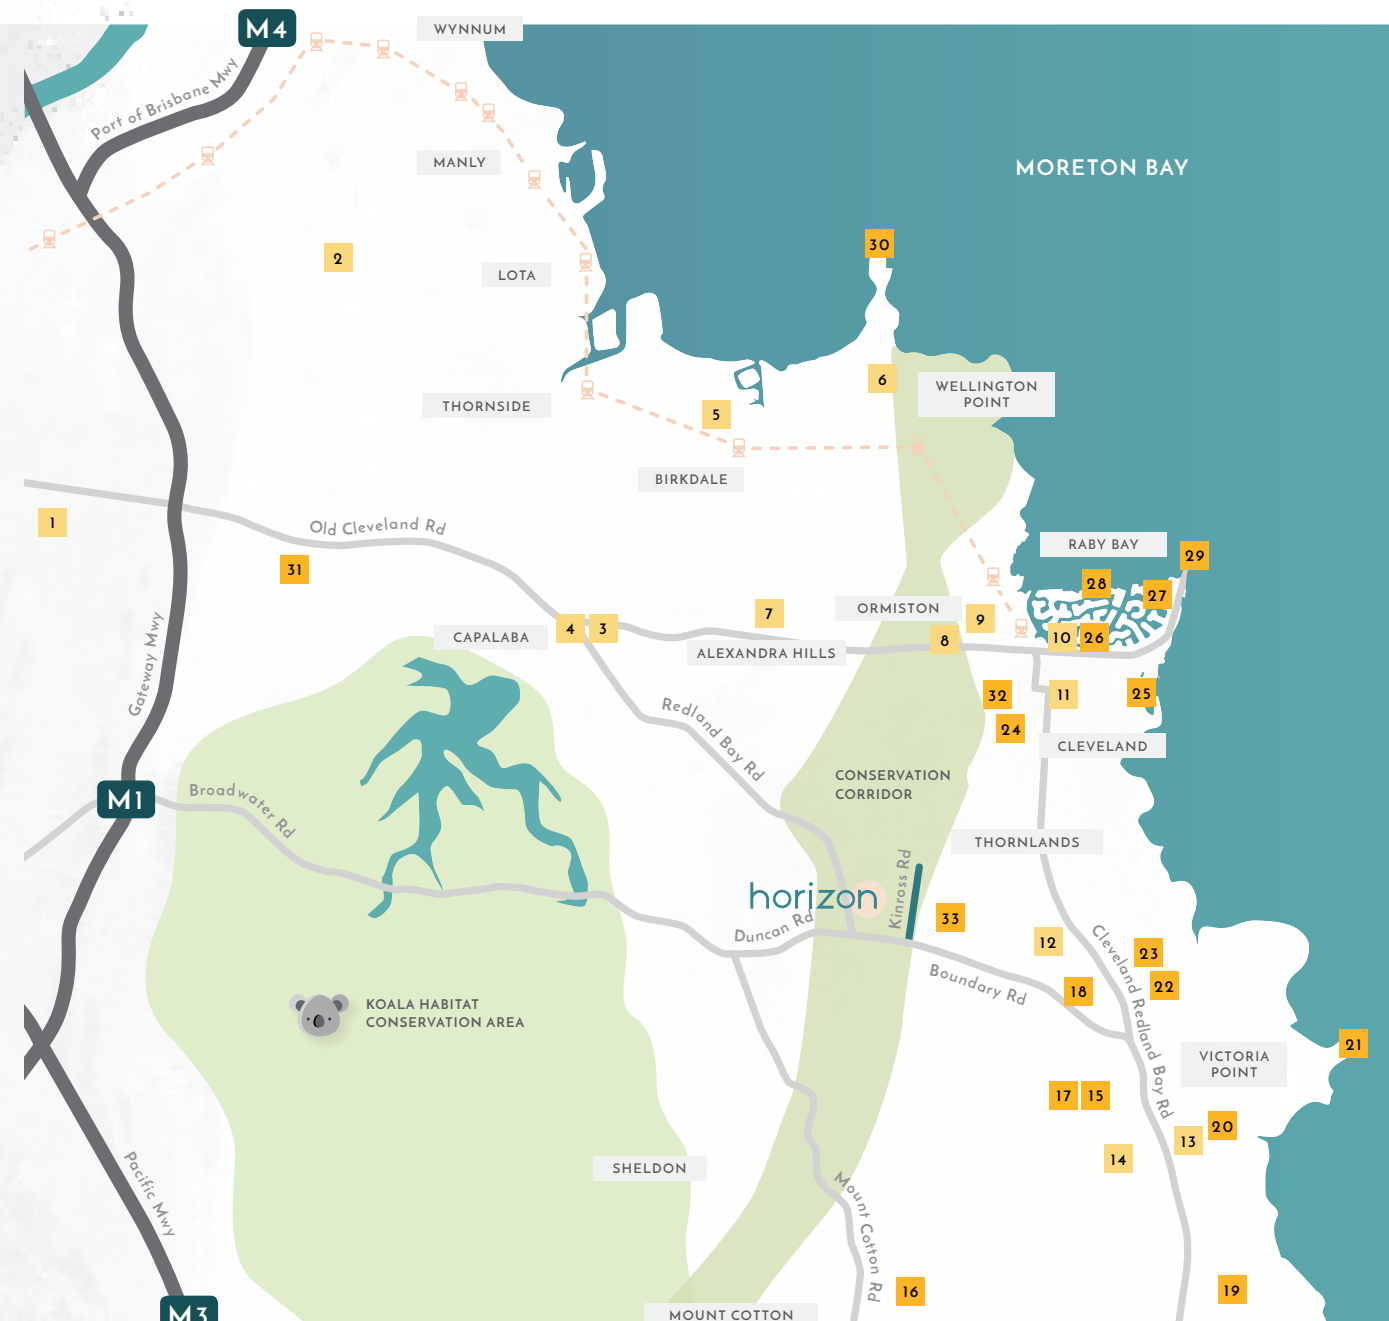 M4
WYNNUM
Port of Brisbane Mwy
MANLY
MORETON BAY
30
2
LOTA
6
WELLINGTON
POINT
THORNSIDE
5
BIRKDALE
1
Old Cleveland Rd
RABY BAY
29
31
28
27
7
ORMISTON
9
4
3
CAPALABA
8
10
26
ALEXANDRA HILLS
Gateway Mwy
32
11
25
Redland Bay Rd
24
CLEVELAND
CONSERVATION
CORRIDOR
M1
Broadwater Rd
THORNLANDS
horizon
Kinross Rd
33
Duncan Rd
12
23
Cleveland Redland Bay Rd
Boundary Rd
18
22
KOALA HABITAT
CONSERVATION AREA
21
VICTORIA
POINT
17
15
20
13
14
SHELDON
Pacific Mwy
Mount Cotton Rd
16
19
M3
MOUNT COTTON